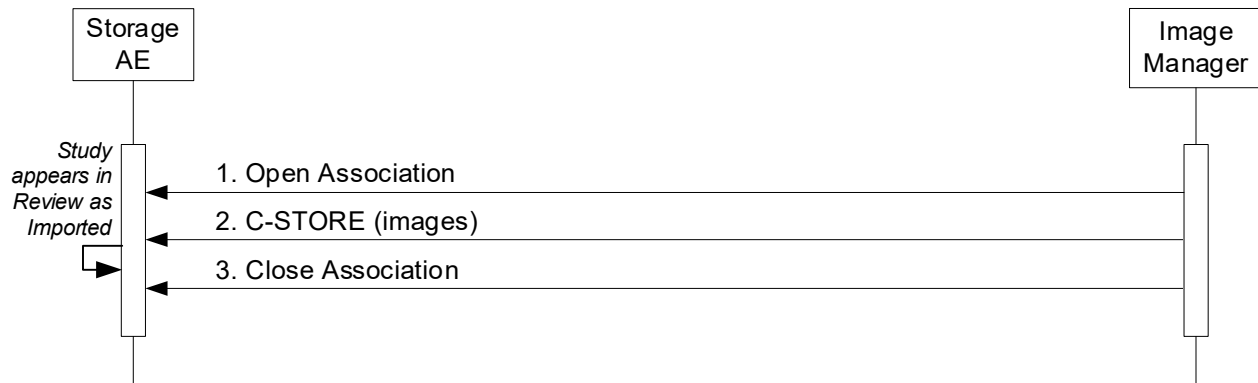 Storage
AE
Image
Manager
Study
appears in
Review as
Imported
1. Open Association
2. C-STORE (images)
3. Close Association